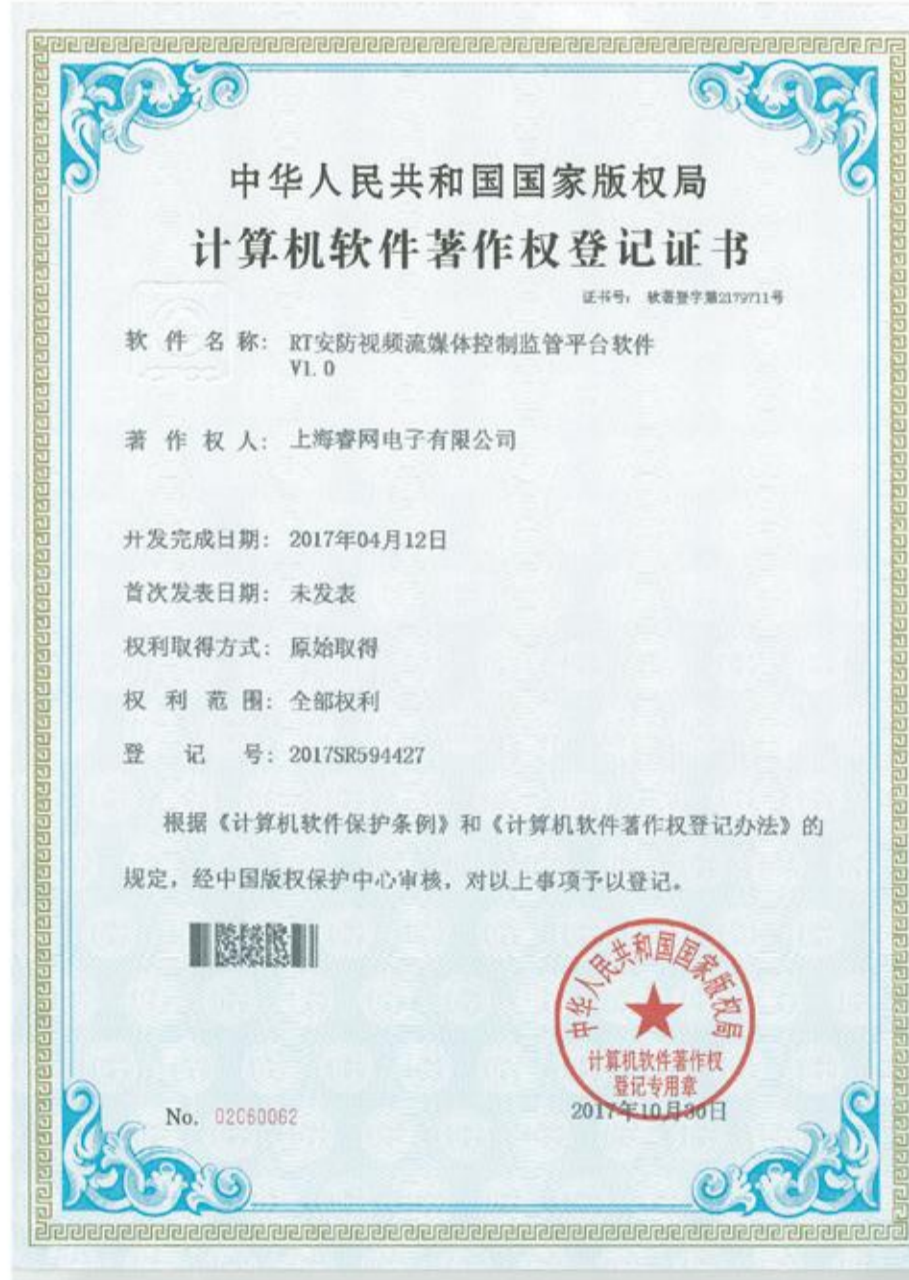 中华人民共和国国家版权局
计算机软件著作权登记证书
证书号： 软著登字第2179711号
软件名称： RT安防视频流媒体控制监管平台软件
V1.0
著作权人： 上海睿网电子有限公司
开发完成日期： 2017年04月12日
首次发表日期： 未发表
权利取得方式： 原始取得
权利范围： 全部权利
登记号： 2017SR594427
根据《计算机软件保护条例》和《计算机软件著作权登记办法》的
规定，经中国版权保护中心审核，对以上事项予以登记。
中华人民共和国国家版权局
计算机软件著作权
登记专用章
2017年10月30日
No. 02060062